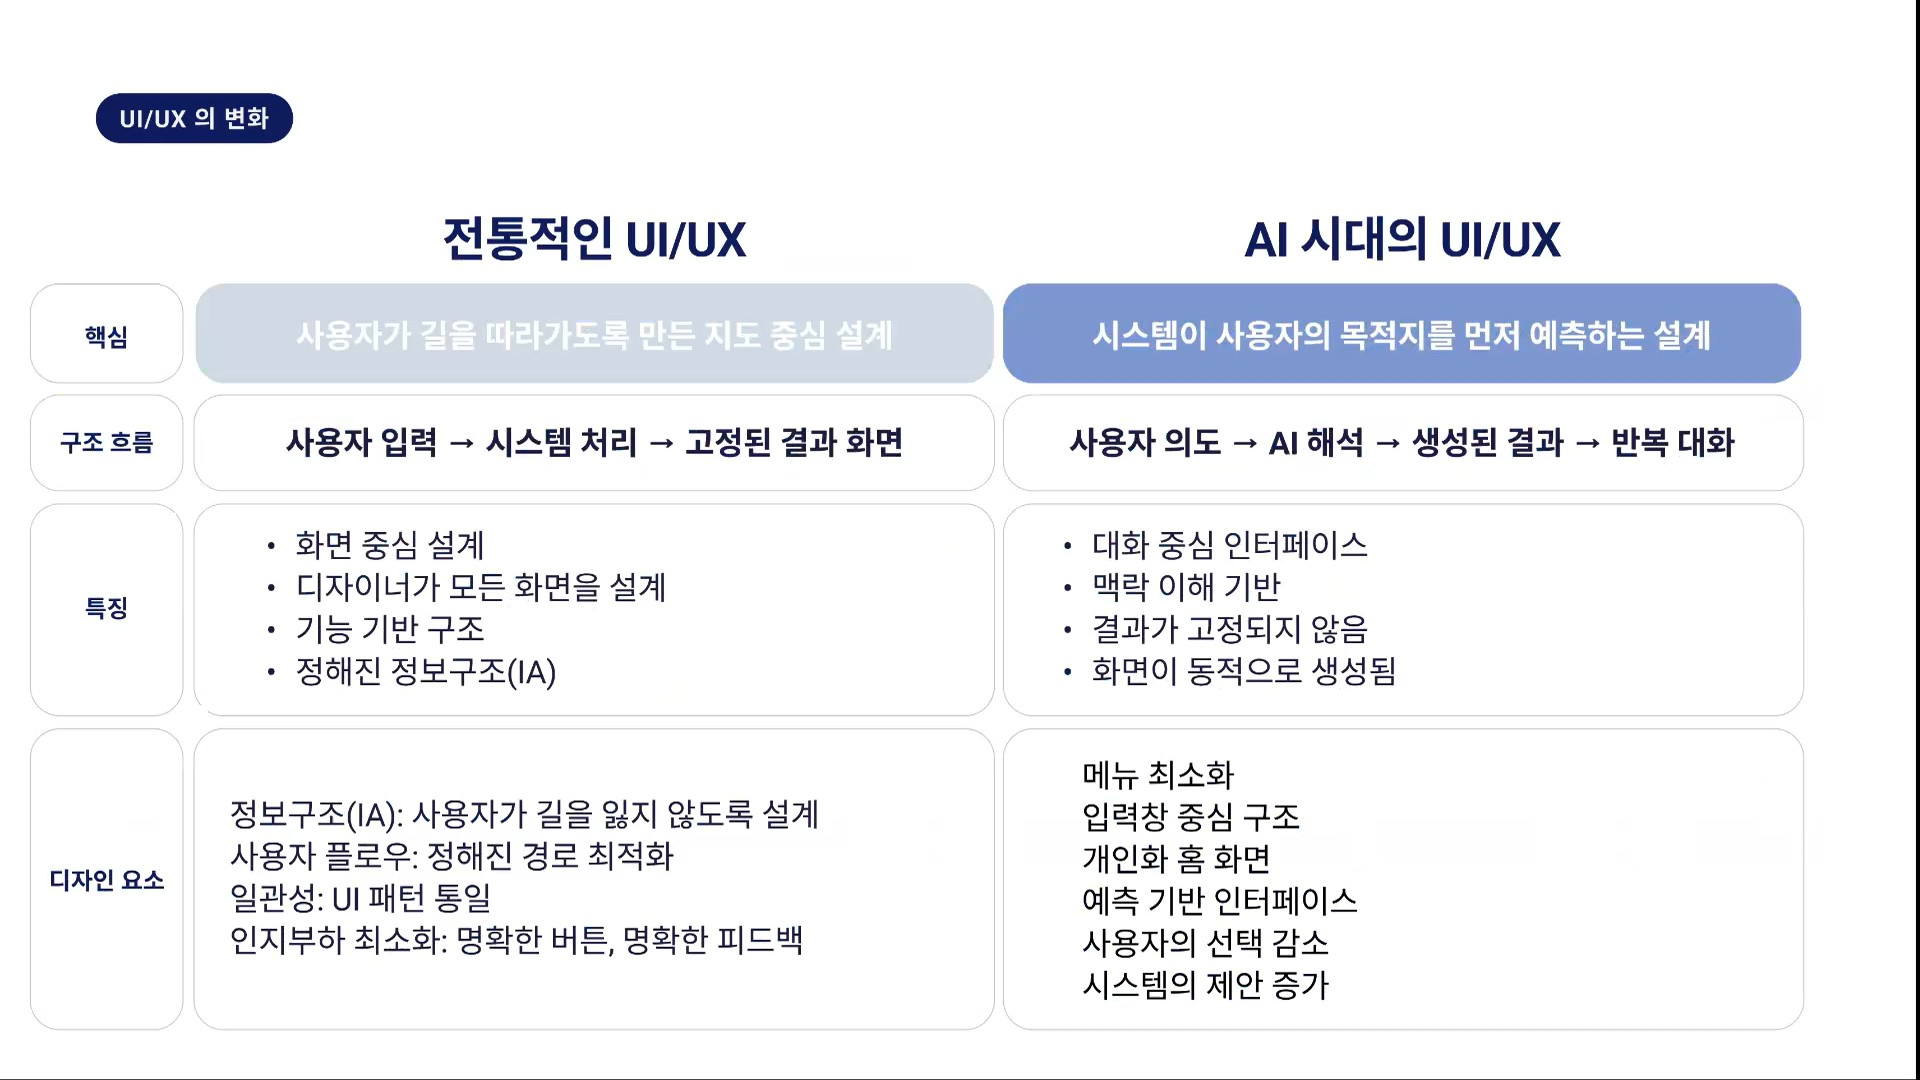 UI/UX 의 변화
전통적인 UI/UX
AI 시대의 UI/UX
핵심
사용자가 길을 따라가도록 만든 지도 중심 설계
시스템이 사용자의 목적지를 먼저 예측하는 설계
구조 흐름
사용자 입력 → 시스템 처리 → 고정된 결과 화면
사용자 의도 → AI 해석 → 생성된 결과 → 반복 대화
특징
• 화면 중심 설계
• 디자이너가 모든 화면을 설계
• 기능 기반 구조
• 정해진 정보구조(IA)
• 대화 중심 인터페이스
• 맥락 이해 기반
• 결과가 고정되지 않음
• 화면이 동적으로 생성됨
디자인 요소
정보구조(IA): 사용자가 길을 잃지 않도록 설계
사용자 플로우: 정해진 경로 최적화
일관성: UI 패턴 통일
인지부하 최소화: 명확한 버튼, 명확한 피드백
메뉴 최소화
입력창 중심 구조
개인화 홈 화면
예측 기반 인터페이스
사용자의 선택 감소
시스템의 제안 증가